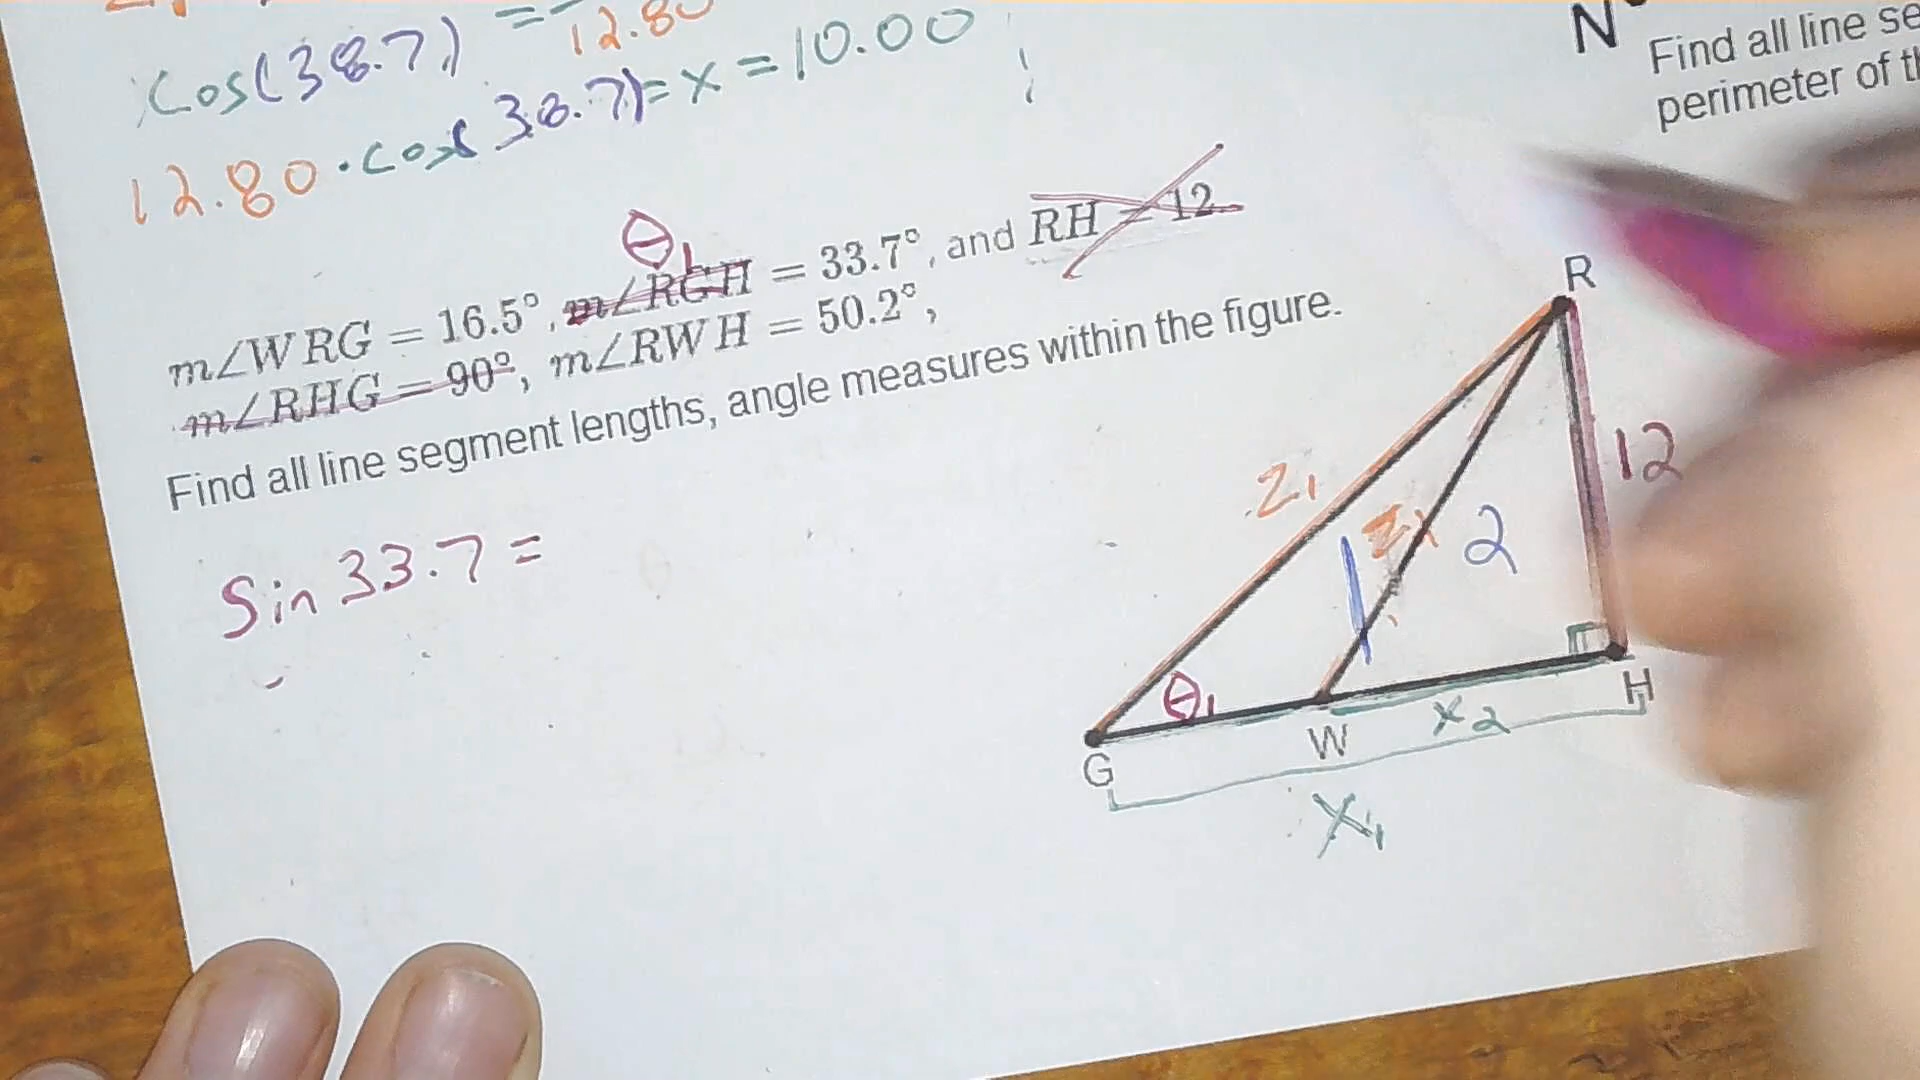 12.80
Cos(38.7) =
12.80 · cos(38.7) = x = 10.00
N
Find all line se
perimeter of th
θ₁
m∠WRG = 16.5°, m∠RGH = 33.7°, and RH = 12
m∠RHG = 90°, m∠RWH = 50.2°,
Find all line segment lengths, angle measures within the figure.
Sin 33.7 =
R
12
Z₁
2
θ₁
H
X₂
W
G
X₁